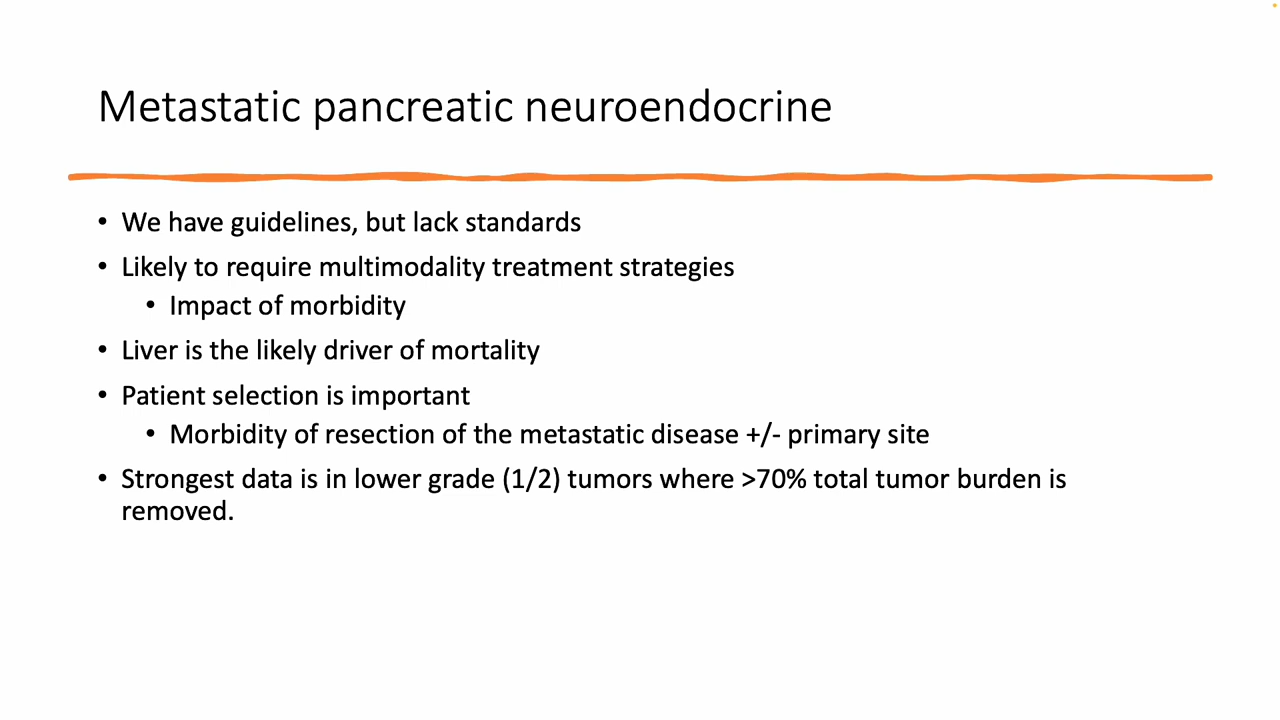 Metastatic pancreatic neuroendocrine
• We have guidelines, but lack standards
• Likely to require multimodality treatment strategies
• Impact of morbidity
• Liver is the likely driver of mortality
• Patient selection is important
• Morbidity of resection of the metastatic disease +/- primary site
• Strongest data is in lower grade (1/2) tumors where >70% total tumor burden is
removed.